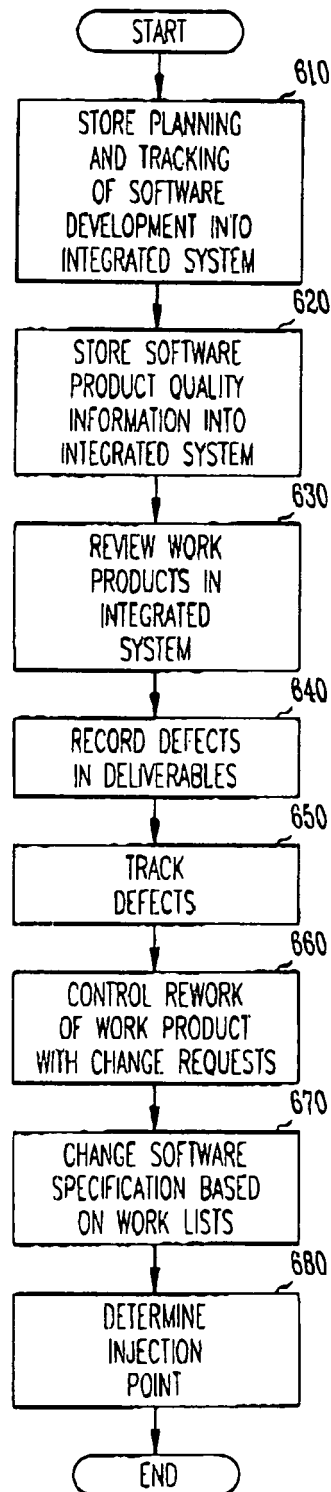 START
610
STORE PLANNING
AND TRACKING
OF SOFTWARE
DEVELOPMENT INTO
INTEGRATED SYSTEM
620
STORE SOFTWARE
PRODUCT QUALITY
INFORMATION INTO
INTEGRATED SYSTEM
630
REVIEW WORK
PRODUCTS IN
INTEGRATED
SYSTEM
640
RECORD DEFECTS
IN DELIVERABLES
650
TRACK
DEFECTS
660
CONTROL REWORK
OF WORK PRODUCT
WITH CHANGE REQUESTS
670
CHANGE SOFTWARE
SPECIFICATION BASED
ON WORK LISTS
680
DETERMINE
INJECTION
POINT
END